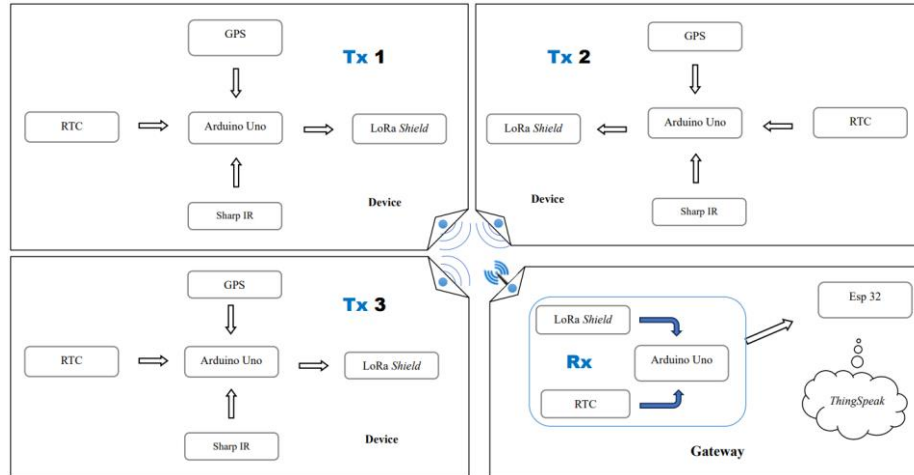 GPS
Tx 1
RTC
Arduino Uno
LoRa Shield
Sharp IR
Device
GPS
Tx 2
LoRa Shield
Arduino Uno
RTC
Sharp IR
Device
GPS
Tx 3
RTC
Arduino Uno
LoRa Shield
Sharp IR
Device
LoRa Shield
Rx
Arduino Uno
RTC
Esp 32
ThingSpeak
Gateway